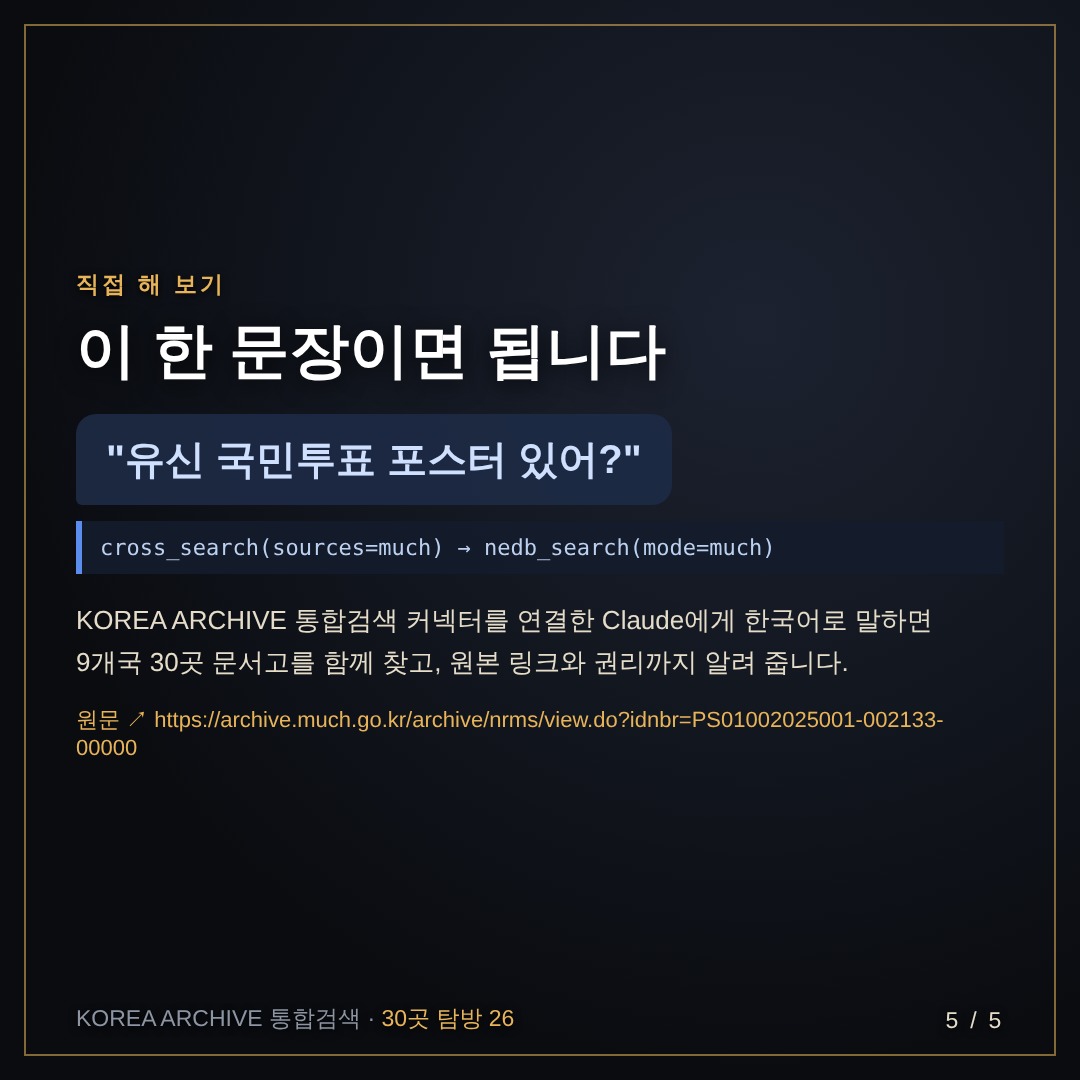 직접 해 보기
이 한 문장이면 됩니다
"유신 국민투표 포스터 있어?"
cross_search(sources=much) → nedb_search(mode=much)
KOREA ARCHIVE 통합검색 커넥터를 연결한 Claude에게 한국어로 말하면
9개국 30곳 문서고를 함께 찾고, 원본 링크와 권리까지 알려 줍니다.
원문 ↗ https://archive.much.go.kr/archive/nrms/view.do?idnbr=PS01002025001-002133-
00000
KOREA ARCHIVE 통합검색 · 30곳 탐방 26
5 / 5